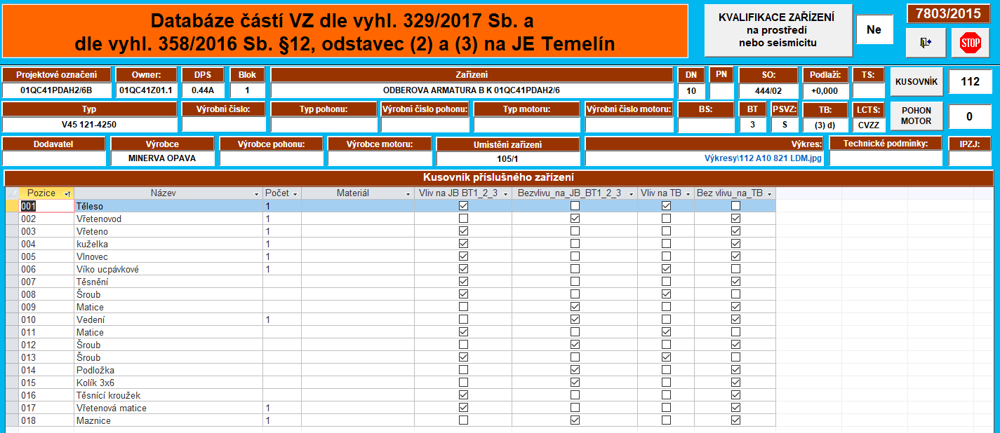 Databáze částí VZ dle vyhl. 329/2017 Sb. a
dle vyhl. 358/2016 Sb. §12, odstavec (2) a (3) na JE Temelín
KVALIFIKACE ZAŘÍZENÍ
na prostředí
nebo seismicitu
Ne
7803/2015
STOP
Projektové označení Owner: DPS Blok Zařízení DN PN SO: Podlaží: TS:
01QC41PDAH2/6B 01QC41Z01.1 0.44A 1 ODBEROVA ARMATURA B K 01QC41PDAH2/6 10 444/02 +0,000
KUSOVNÍK 112
Typ Výrobní číslo: Typ pohonu: Výrobní číslo pohonu: Typ motoru: Výrobní číslo motoru: BS: BT PSVZ: TB: LCTS:
V45 121-4250 3 S (3) d) CVZZ
POHON
MOTOR
0
Dodavatel Výrobce Výrobce pohonu: Výrobce motoru: Umístění zařízení Výkres: Technické podmínky: IPZJ:
MINERVA OPAVA 105/1 Výkresy\112 A10 821 LDM.jpg
Kusovník příslušného zařízení
Pozice Název Počet Materiál Vliv na JB BT1_2_3 Bezvlivu_na_JB_BT1_2_3 Vliv na TB Bez vlivu_na_TB
001 Těleso 1
002 Vřetenovod 1
003 Vřeteno 1
004 kuželka 1
005 Vlnovec 1
006 Víko ucpávkové 1
007 Těsnění
008 Šroub
009 Matice
010 Vedení 1
011 Matice
012 Šroub
013 Šroub
014 Podložka
015 Kolík 3x6
016 Těsnící kroužek
017 Vřetenová matice 1
018 Maznice 1